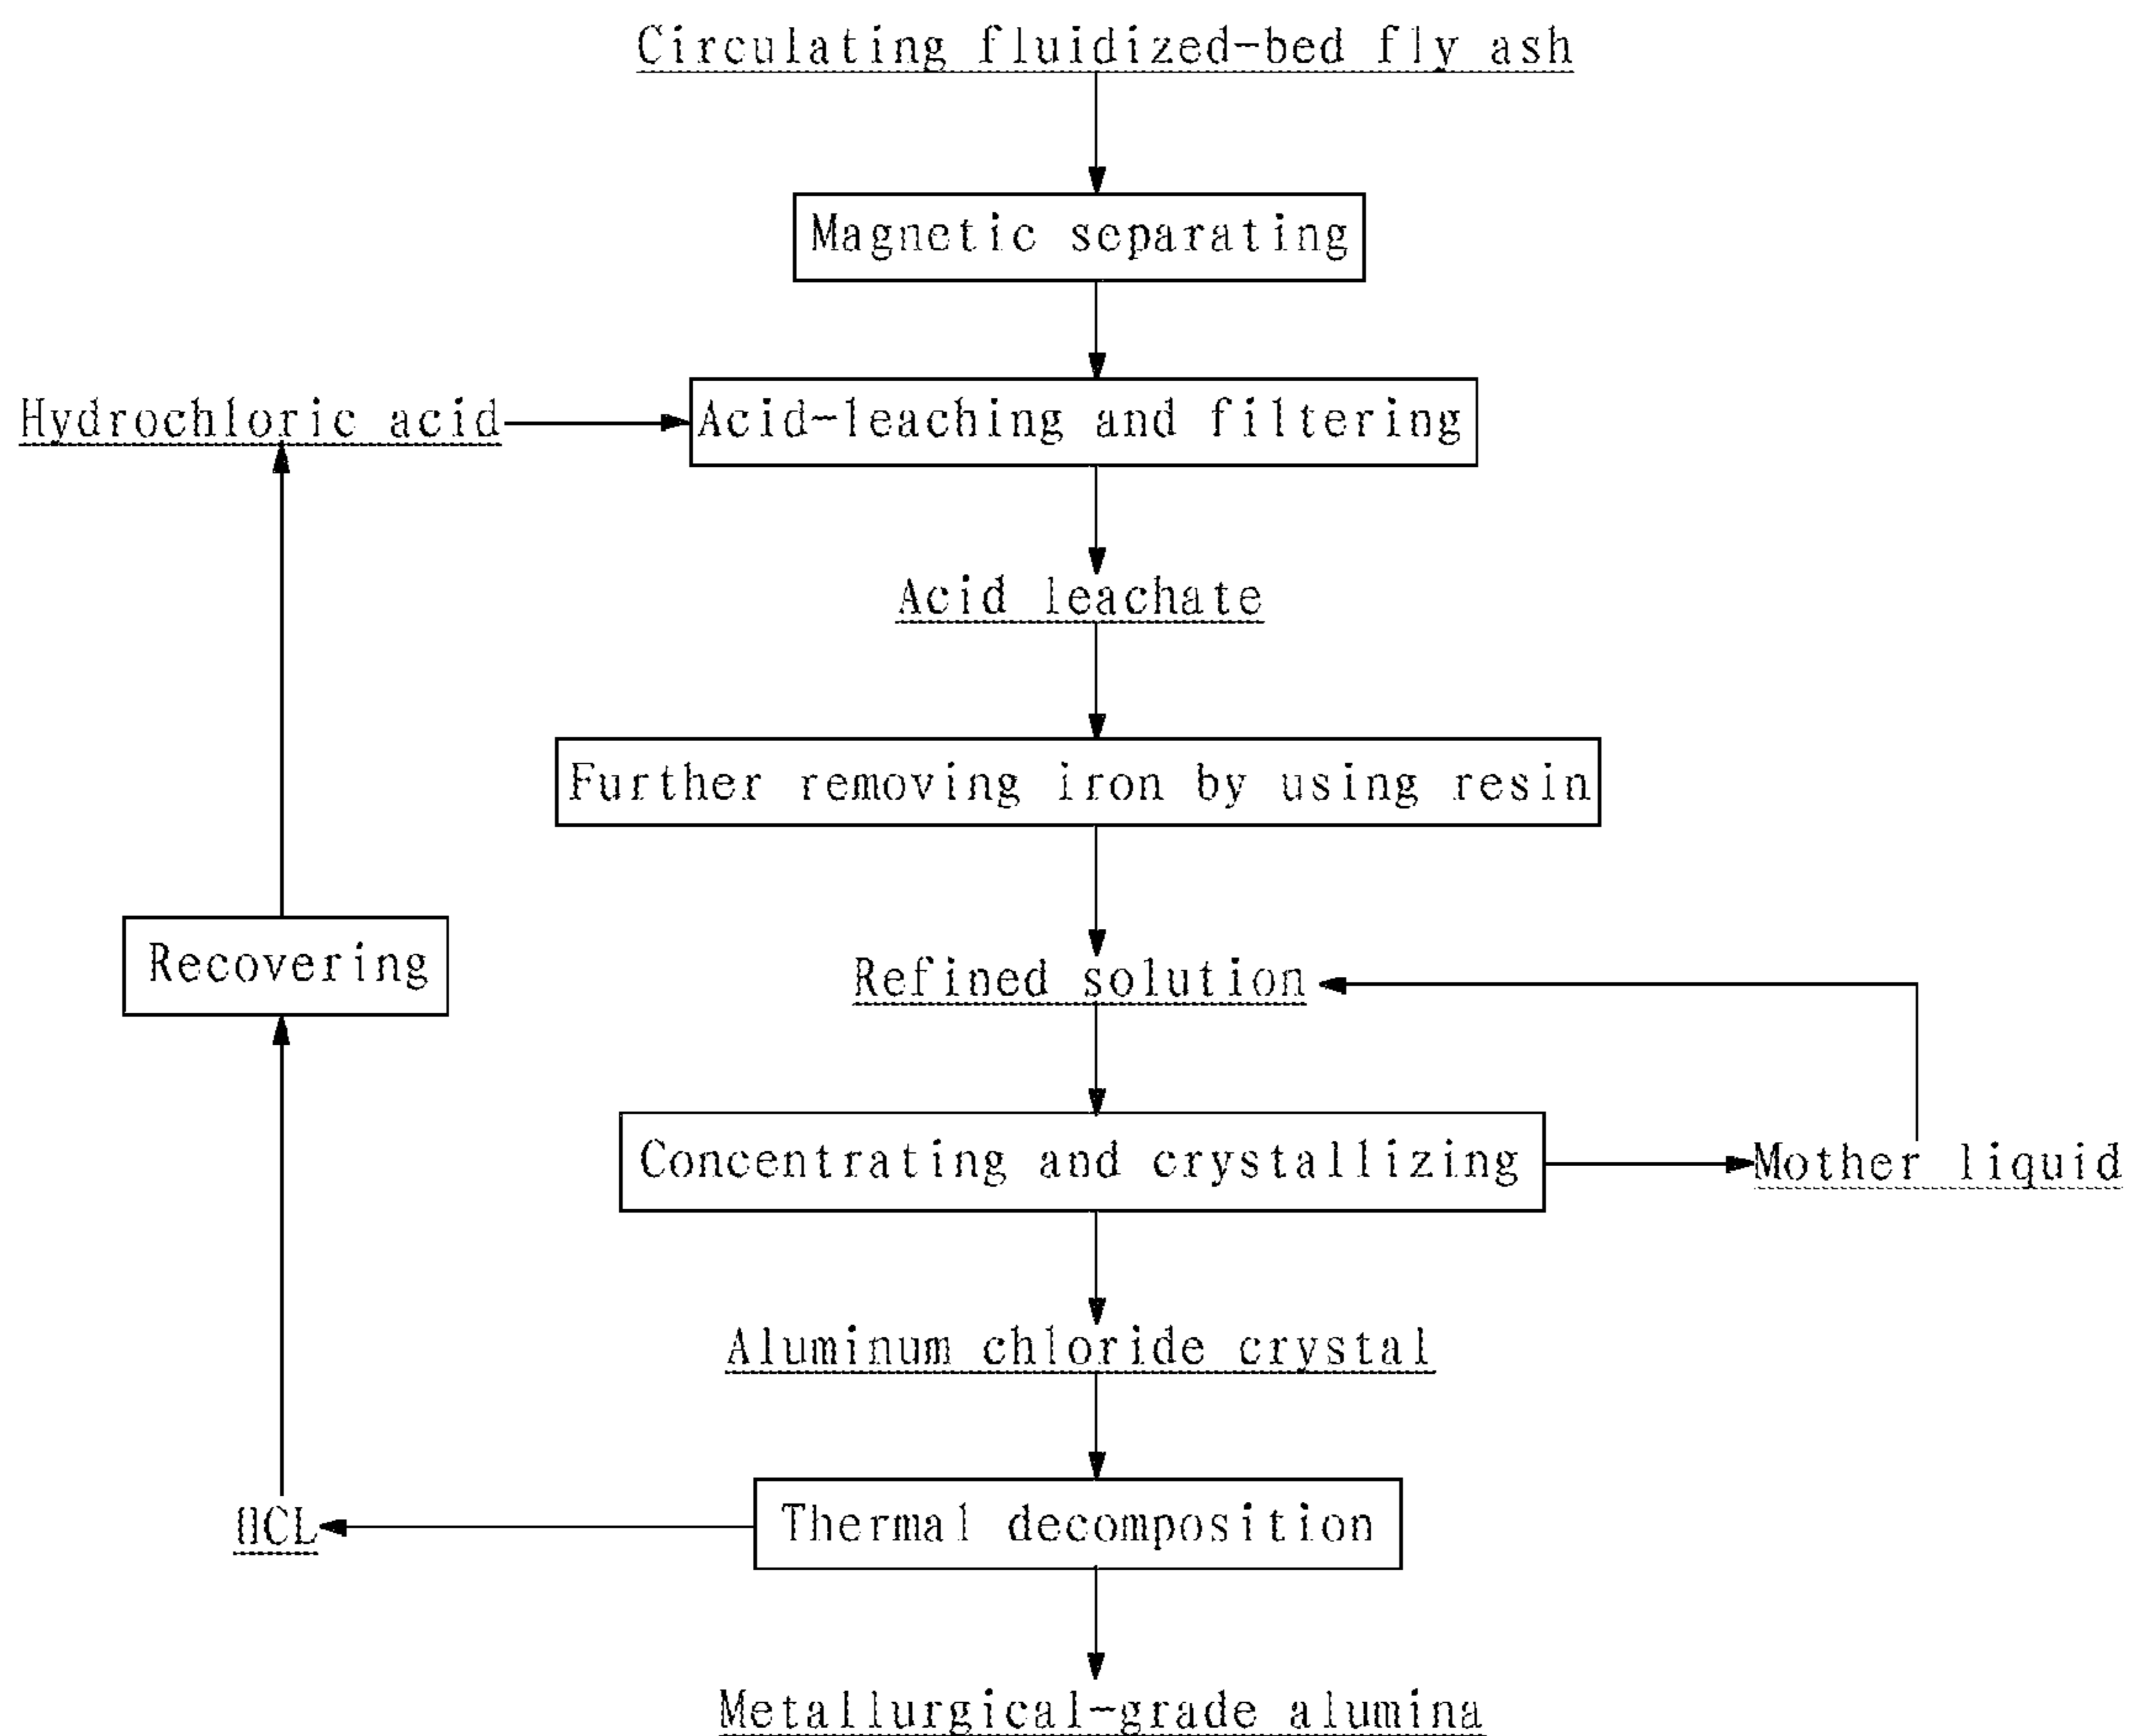 Circulating fluidized-bed fly ash
Magnetic separating
Hydrochloric acid
Acid-leaching and filtering
Acid leachate
Further removing iron by using resin
Recovering
Refined solution
Concentrating and crystallizing
Mother liquid
Aluminum chloride crystal
HCL
Thermal decomposition
Metallurgical-grade alumina